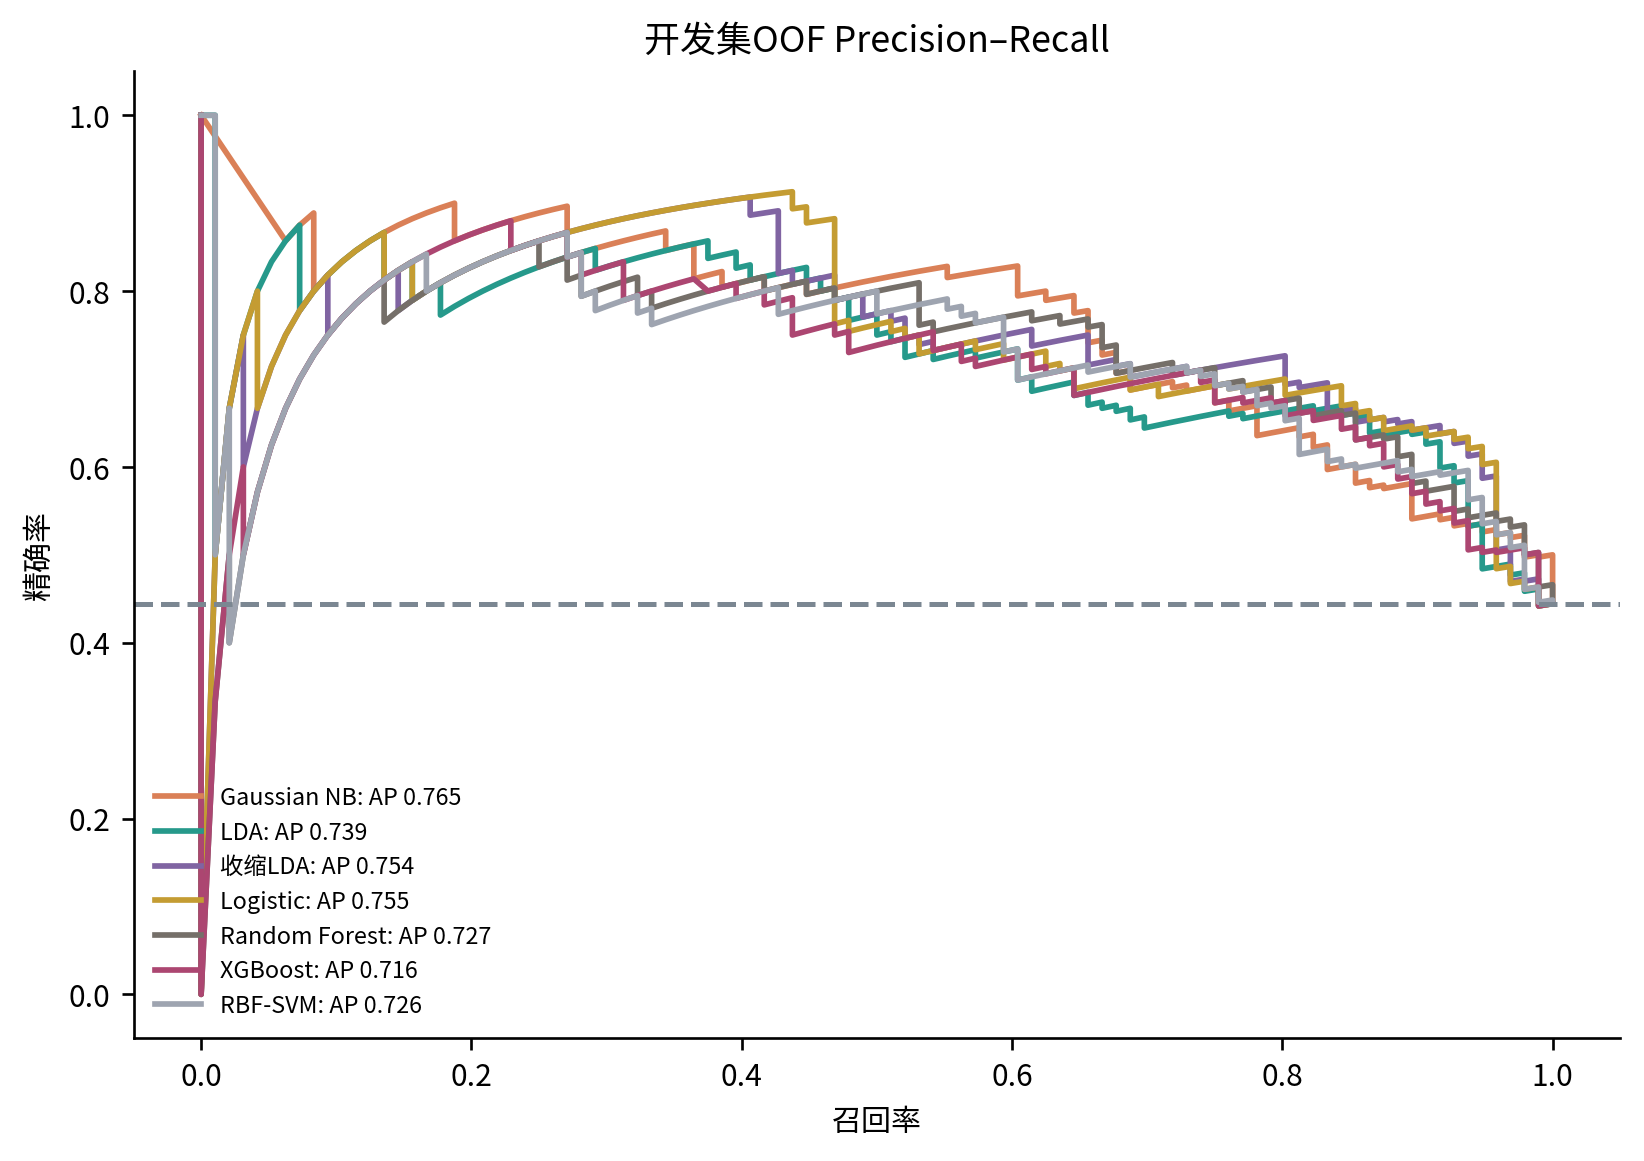 开发集OOF Precision–Recall
精确率
1.0
0.8
0.6
0.4
0.2
0.0
Gaussian NB: AP 0.765
LDA: AP 0.739
收缩LDA: AP 0.754
Logistic: AP 0.755
Random Forest: AP 0.727
XGBoost: AP 0.716
RBF-SVM: AP 0.726
0.0 0.2 0.4 0.6 0.8 1.0
召回率